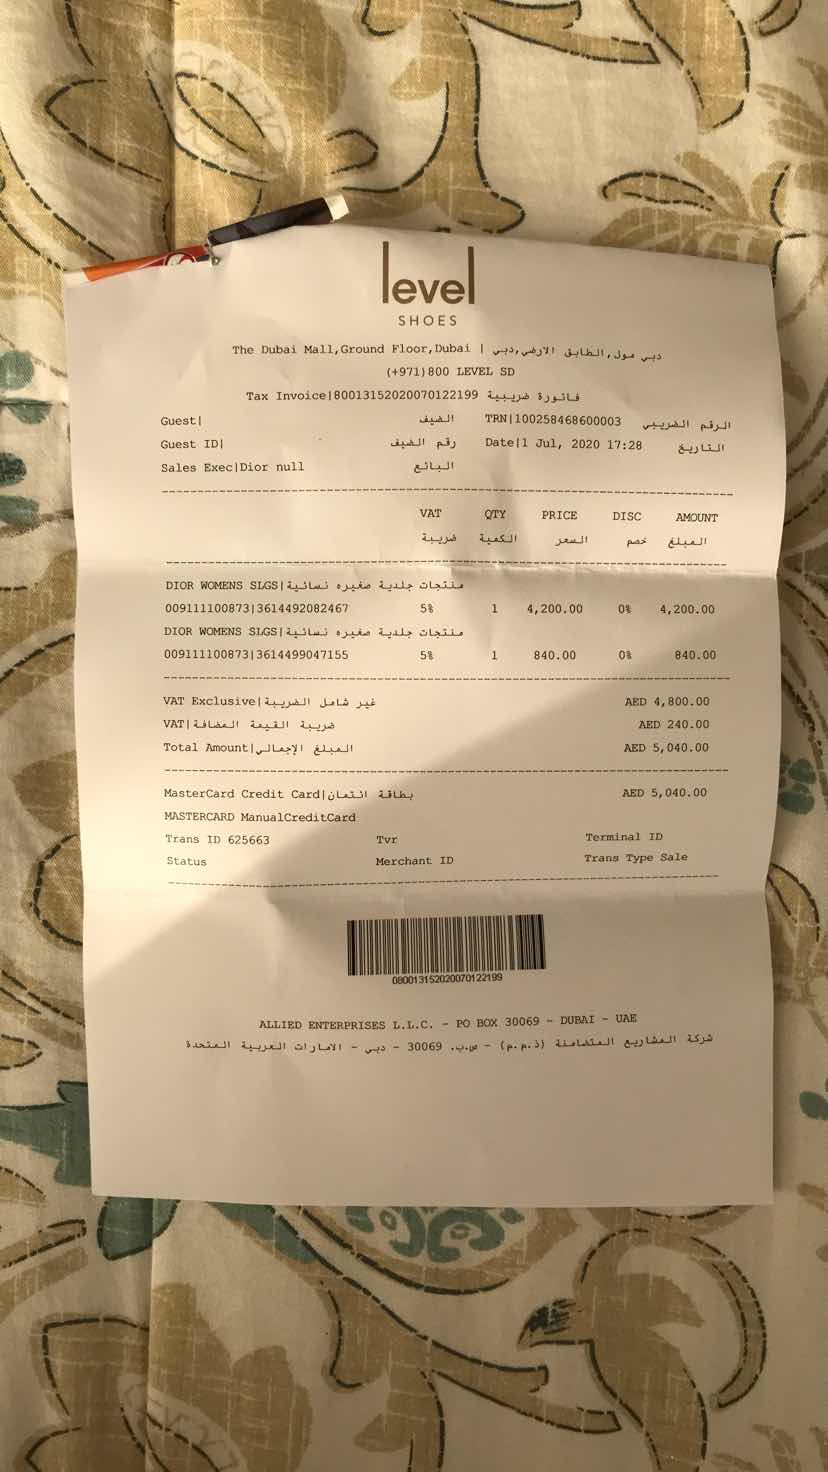 level
SHOES
The Dubai Mall,Ground Floor,Dubai | دبي مول,الطابق الارضي,دبي
(+971)800 LEVEL SD
Tax Invoice|80013152020070122199 فاتورة ضريبية
Guest| الضيف TRN|100258468600003 الرقم الضريبي
Guest ID| رقم الضيف Date|1 Jul, 2020 17:28 التاريخ
Sales Exec|Dior null البائع
VAT QTY PRICE DISC AMOUNT
ضريبة الكمية السعر خصم المبلغ
DIOR WOMENS SLGS|منتجات جلدية صغيره نسائية
009111100873|3614492082467 5% 1 4,200.00 0% 4,200.00
DIOR WOMENS SLGS|منتجات جلدية صغيره نسائية
009111100873|3614499047155 5% 1 840.00 0% 840.00
VAT Exclusive|غير شامل الضريبة AED 4,800.00
VAT|ضريبة القيمة المضافة AED 240.00
Total Amount|المبلغ الإجمالي AED 5,040.00
MasterCard Credit Card|بطاقة ائتمان AED 5,040.00
MASTERCARD ManualCreditCard
Trans ID 625663 Tvr Terminal ID
Status Merchant ID Trans Type Sale
080013152020070122199
ALLIED ENTERPRISES L.L.C. - PO BOX 30069 - DUBAI - UAE
شركة المشاريع المتضامنة (ذ.م.م) - ص.ب. 30069 - دبي - الامارات العربية المتحدة